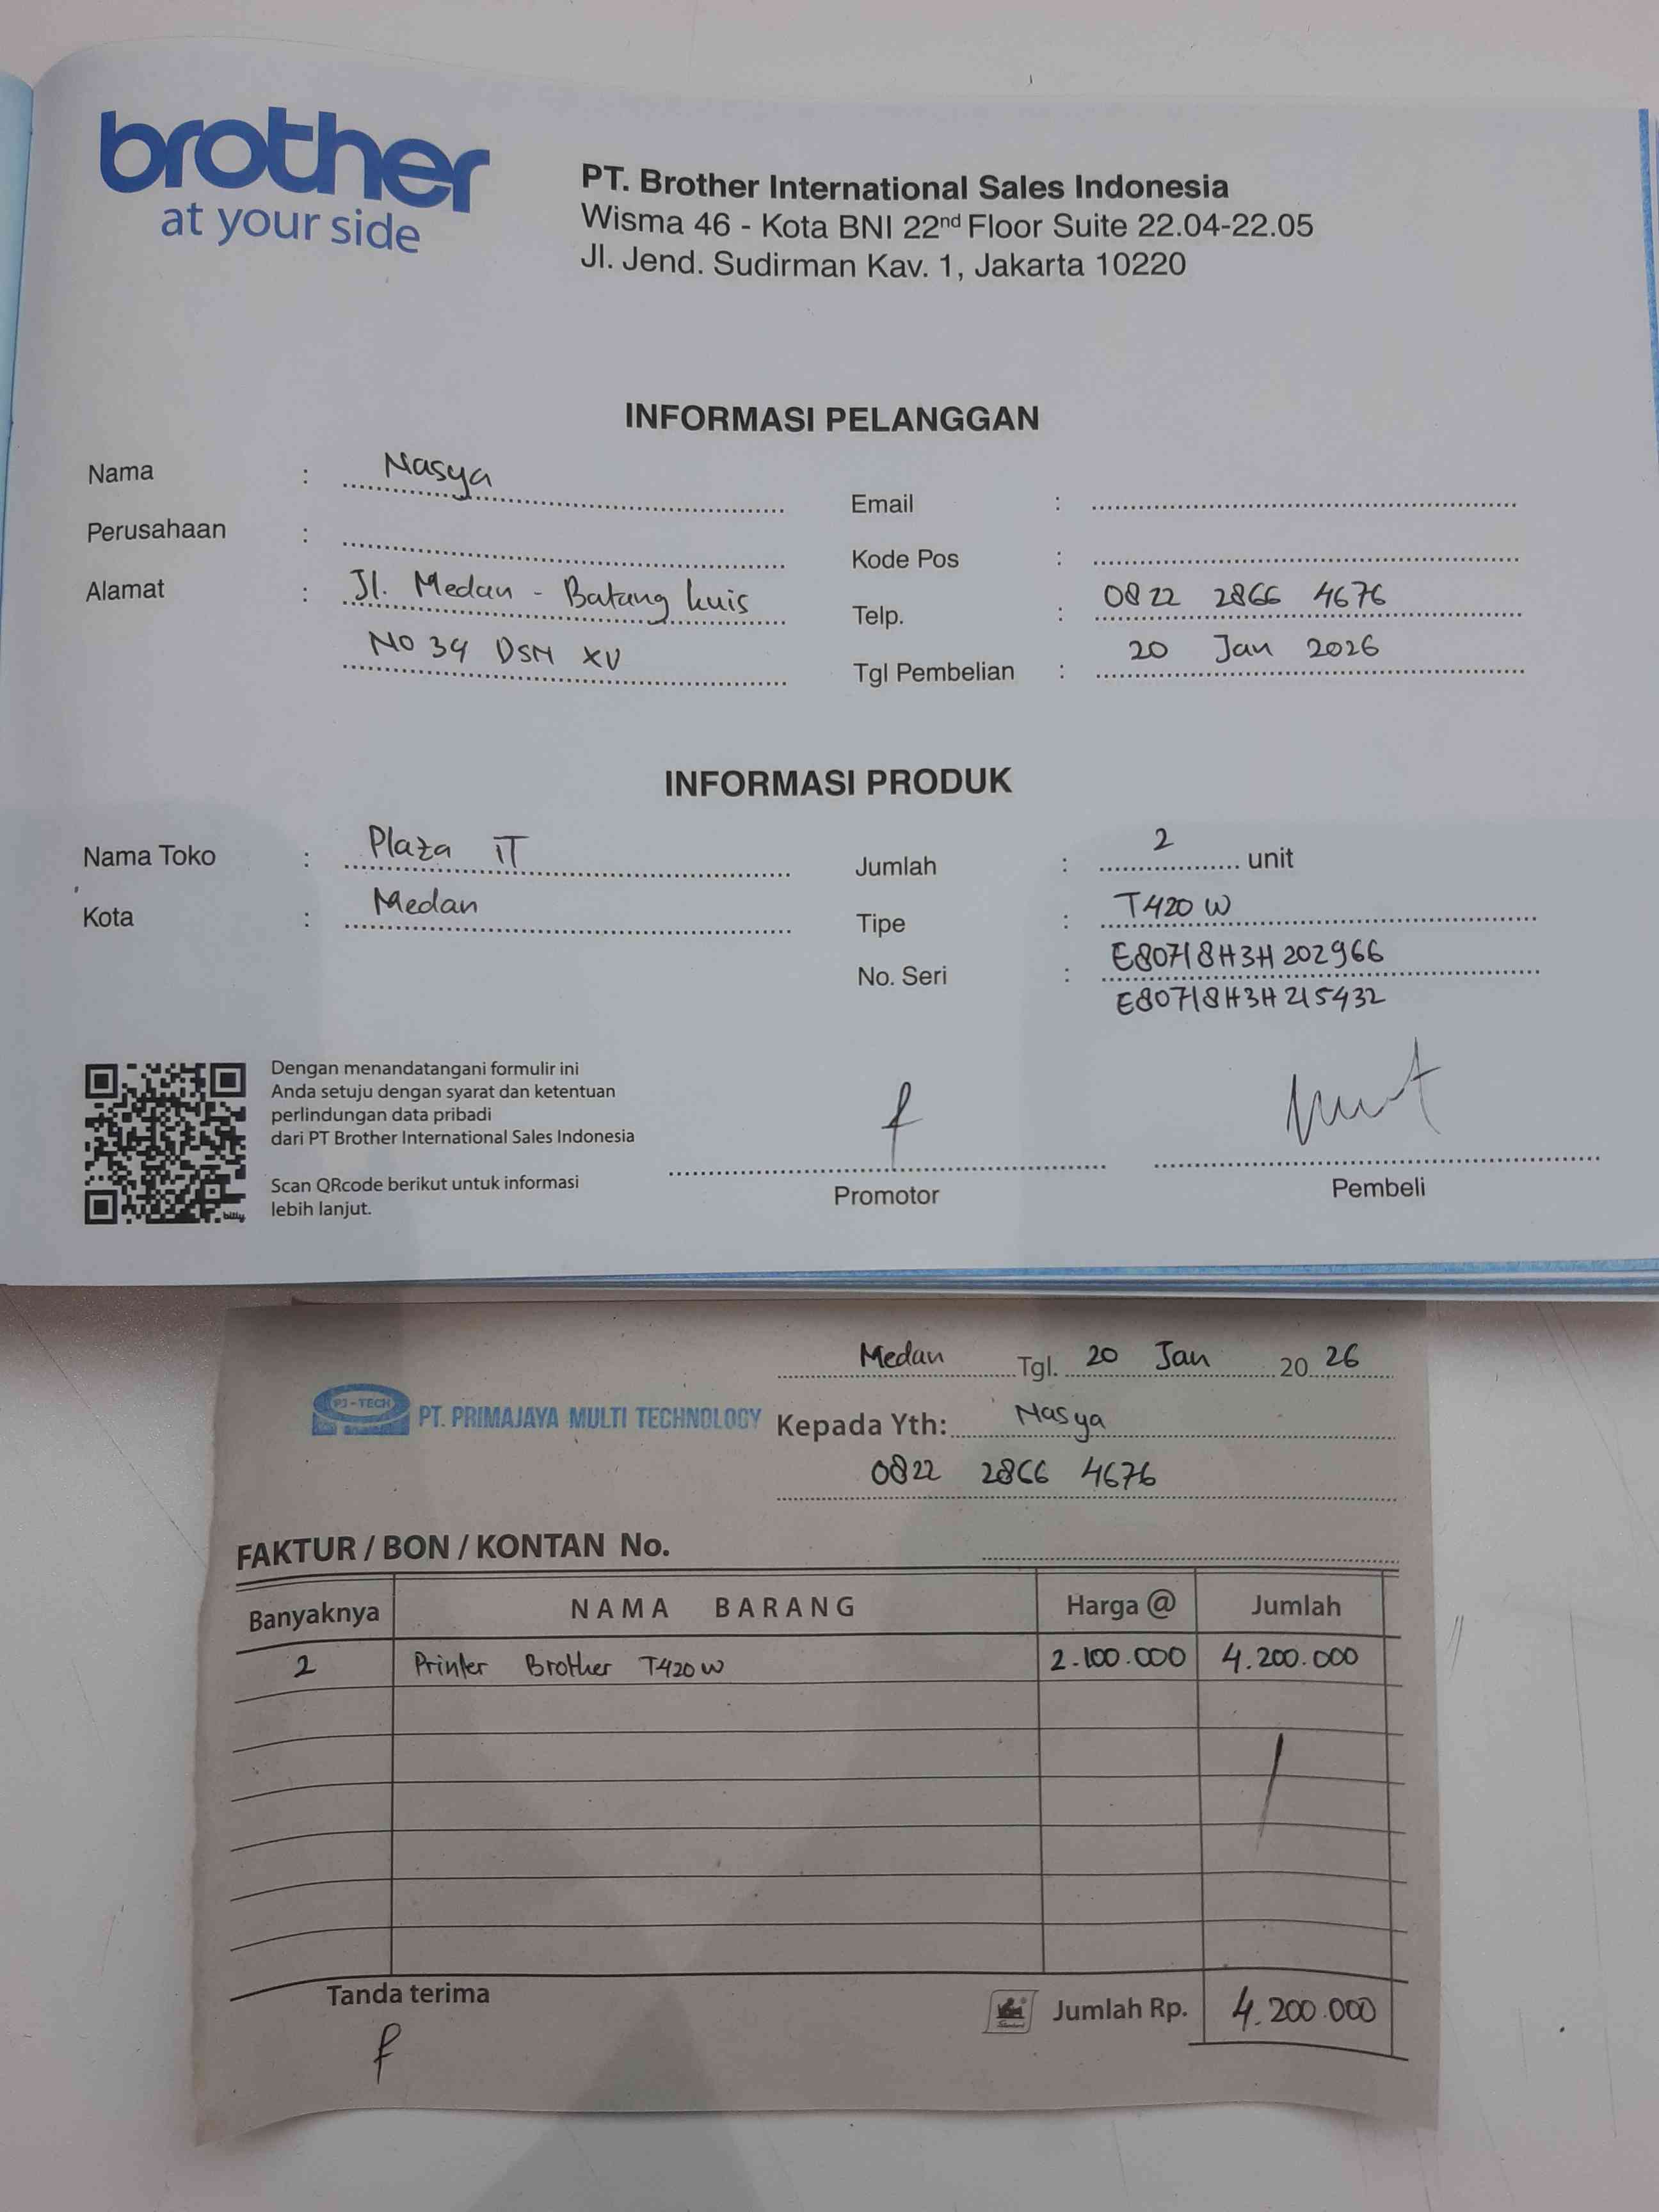 brother
at your side
PT. Brother International Sales Indonesia
Wisma 46 - Kota BNI 22nd Floor Suite 22.04-22.05
Jl. Jend. Sudirman Kav. 1, Jakarta 10220
INFORMASI PELANGGAN
Nama : Nasya
Perusahaan :
Alamat : Jl. Medan - Batang kuis
No 34 DSN XV
Email :
Kode Pos :
Telp. : 0822 2866 4676
Tgl Pembelian : 20 Jan 2026
INFORMASI PRODUK
Nama Toko : Plaza IT
Kota : Medan
Jumlah : 2 unit
Tipe : T420 W
No. Seri : E80718H3H202966
E80718H3H215432
Dengan menandatangani formulir ini
Anda setuju dengan syarat dan ketentuan
perlindungan data pribadi
dari PT Brother International Sales Indonesia
Scan QRcode berikut untuk informasi
lebih lanjut.
bitly
Promotor
Pembeli
Medan Tgl. 20 Jan 20 26
PJ-TECH PT. PRIMAJAYA MULTI TECHNOLOGY
Kepada Yth: Nasya
0822 2866 4676
FAKTUR / BON / KONTAN No.
Banyaknya NAMA BARANG Harga @ Jumlah
2 Printer Brother T420 W 2.100.000 4.200.000
Tanda terima
Jumlah Rp. 4.200.000